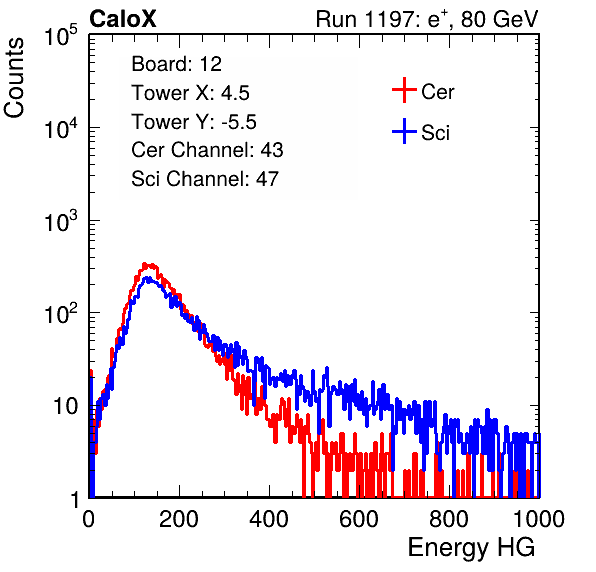 CaloX Run 1197: e⁺, 80 GeV
Counts
10⁵
10⁴
10³
10²
10
1
Board: 12
Tower X: 4.5
Tower Y: -5.5
Cer Channel: 43
Sci Channel: 47
Cer
Sci
0 200 400 600 800 1000
Energy HG